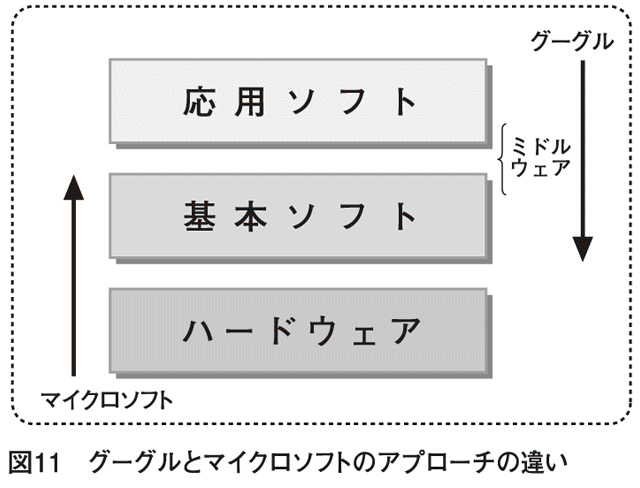 グーグル
応用ソフト
ミドル
ウェア
基本ソフト
ハードウェア
マイクロソフト
図11　グーグルとマイクロソフトのアプローチの違い